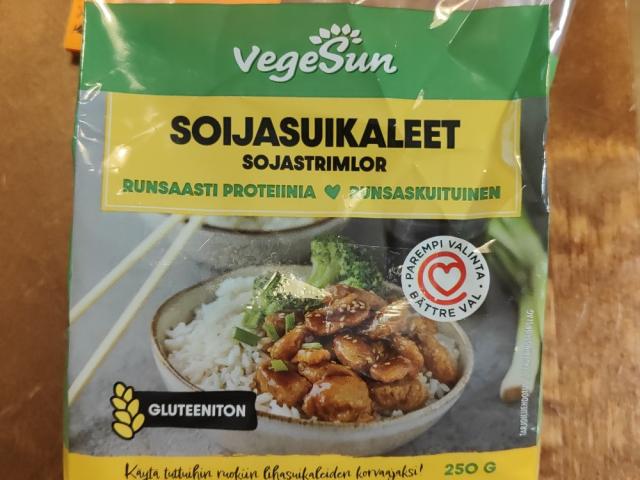 VegeSun
SOIJASUIKALEET
SOJASTRIMLOR
RUNSAASTI PROTEIINIA RUNSASKUITUINEN
PAREMPI VALINTA
BÄTTRE VAL
GLUTEENITON
Käytä tuttuihin ruokiin lihasuikaleiden korvaajaksi!
250 G